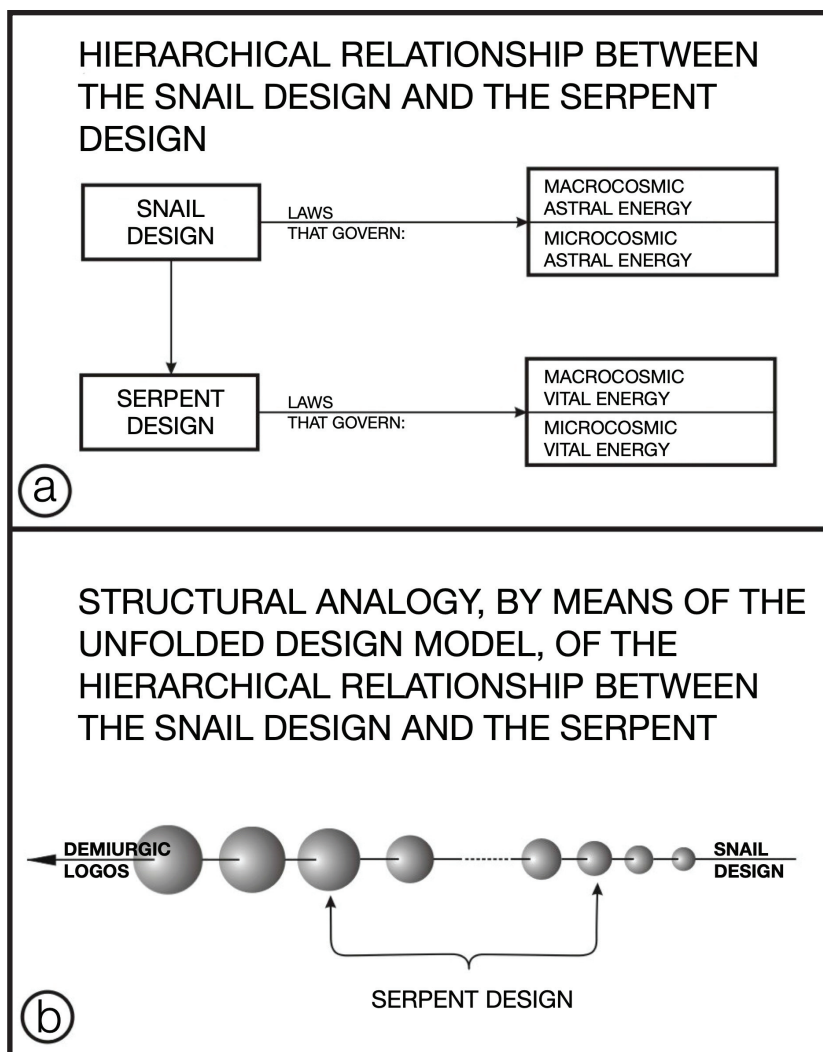 HIERARCHICAL RELATIONSHIP BETWEEN
THE SNAIL DESIGN AND THE SERPENT
DESIGN
SNAIL
DESIGN
LAWS
THAT GOVERN:
MACROCOSMIC
ASTRAL ENERGY
MICROCOSMIC
ASTRAL ENERGY
SERPENT
DESIGN
LAWS
THAT GOVERN:
MACROCOSMIC
VITAL ENERGY
MICROCOSMIC
VITAL ENERGY
a
STRUCTURAL ANALOGY, BY MEANS OF THE
UNFOLDED DESIGN MODEL, OF THE
HIERARCHICAL RELATIONSHIP BETWEEN
THE SNAIL DESIGN AND THE SERPENT
DEMIURGIC
LOGOS
SNAIL
DESIGN
SERPENT DESIGN
b